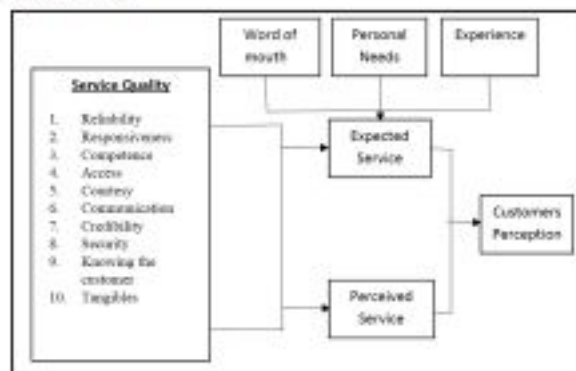 Word of
mouth
Personal
Needs
Experience
Service Quality
1. Reliability
2. Responsiveness
3. Competence
4. Access
5. Courtesy
6. Communication
7. Credibility
8. Security
9. Knowing the
customer
10. Tangibles
Expected
Service
Customers
Perception
Perceived
Service